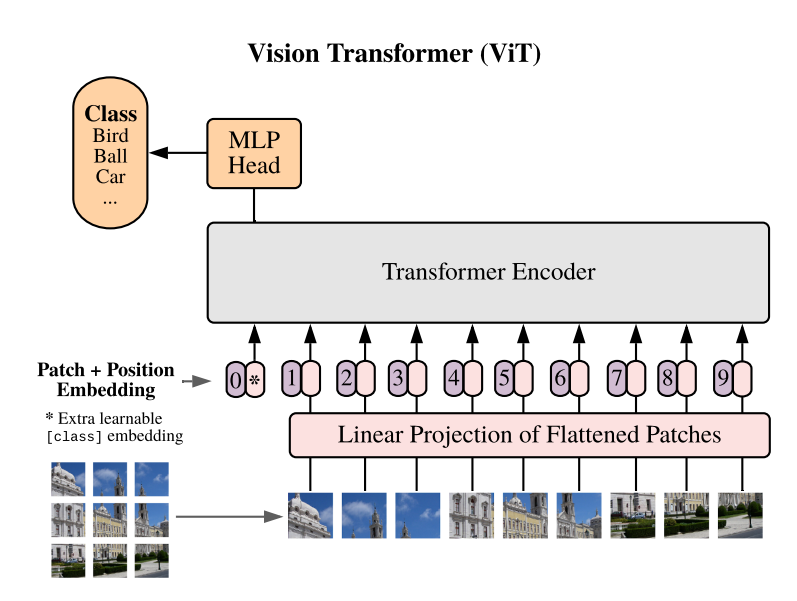 Vision Transformer (ViT)
Class
Bird
Ball
Car
...
MLP
Head
Transformer Encoder
Patch + Position
Embedding
0 * 1 2 3 4 5 6 7 8 9
* Extra learnable
[class] embedding
Linear Projection of Flattened Patches